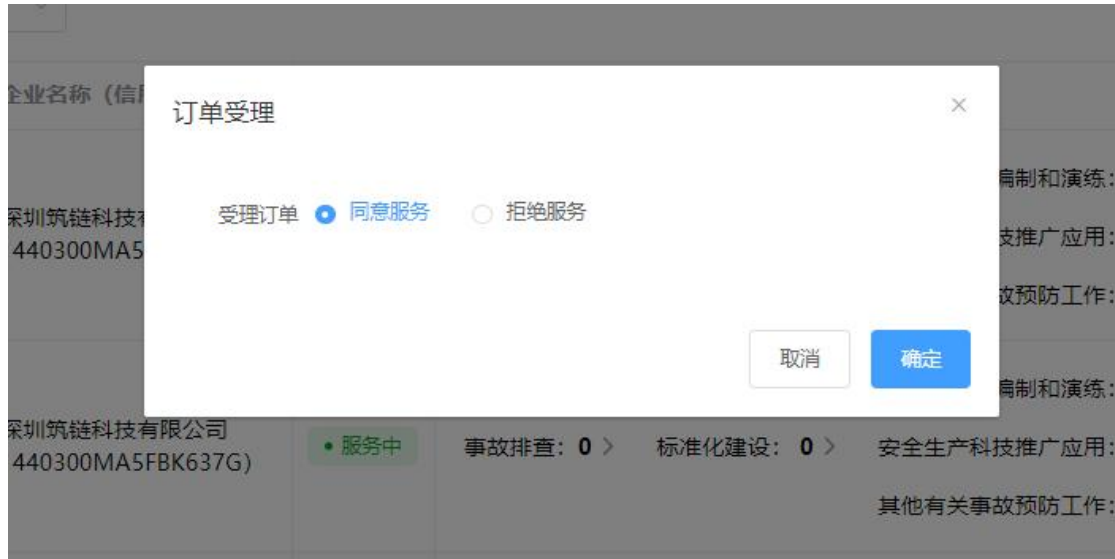 企业名称（信
订单受理
受理订单 同意服务 拒绝服务
编制和演练：
深圳筑链科技有
440300MA5
技推广应用：
故预防工作：
取消 确定
编制和演练：
深圳筑链科技有限公司
440300MA5FBK637G)
服务中
事故排查： 0 标准化建设： 0 安全生产科技推广应用：
其他有关事故预防工作：